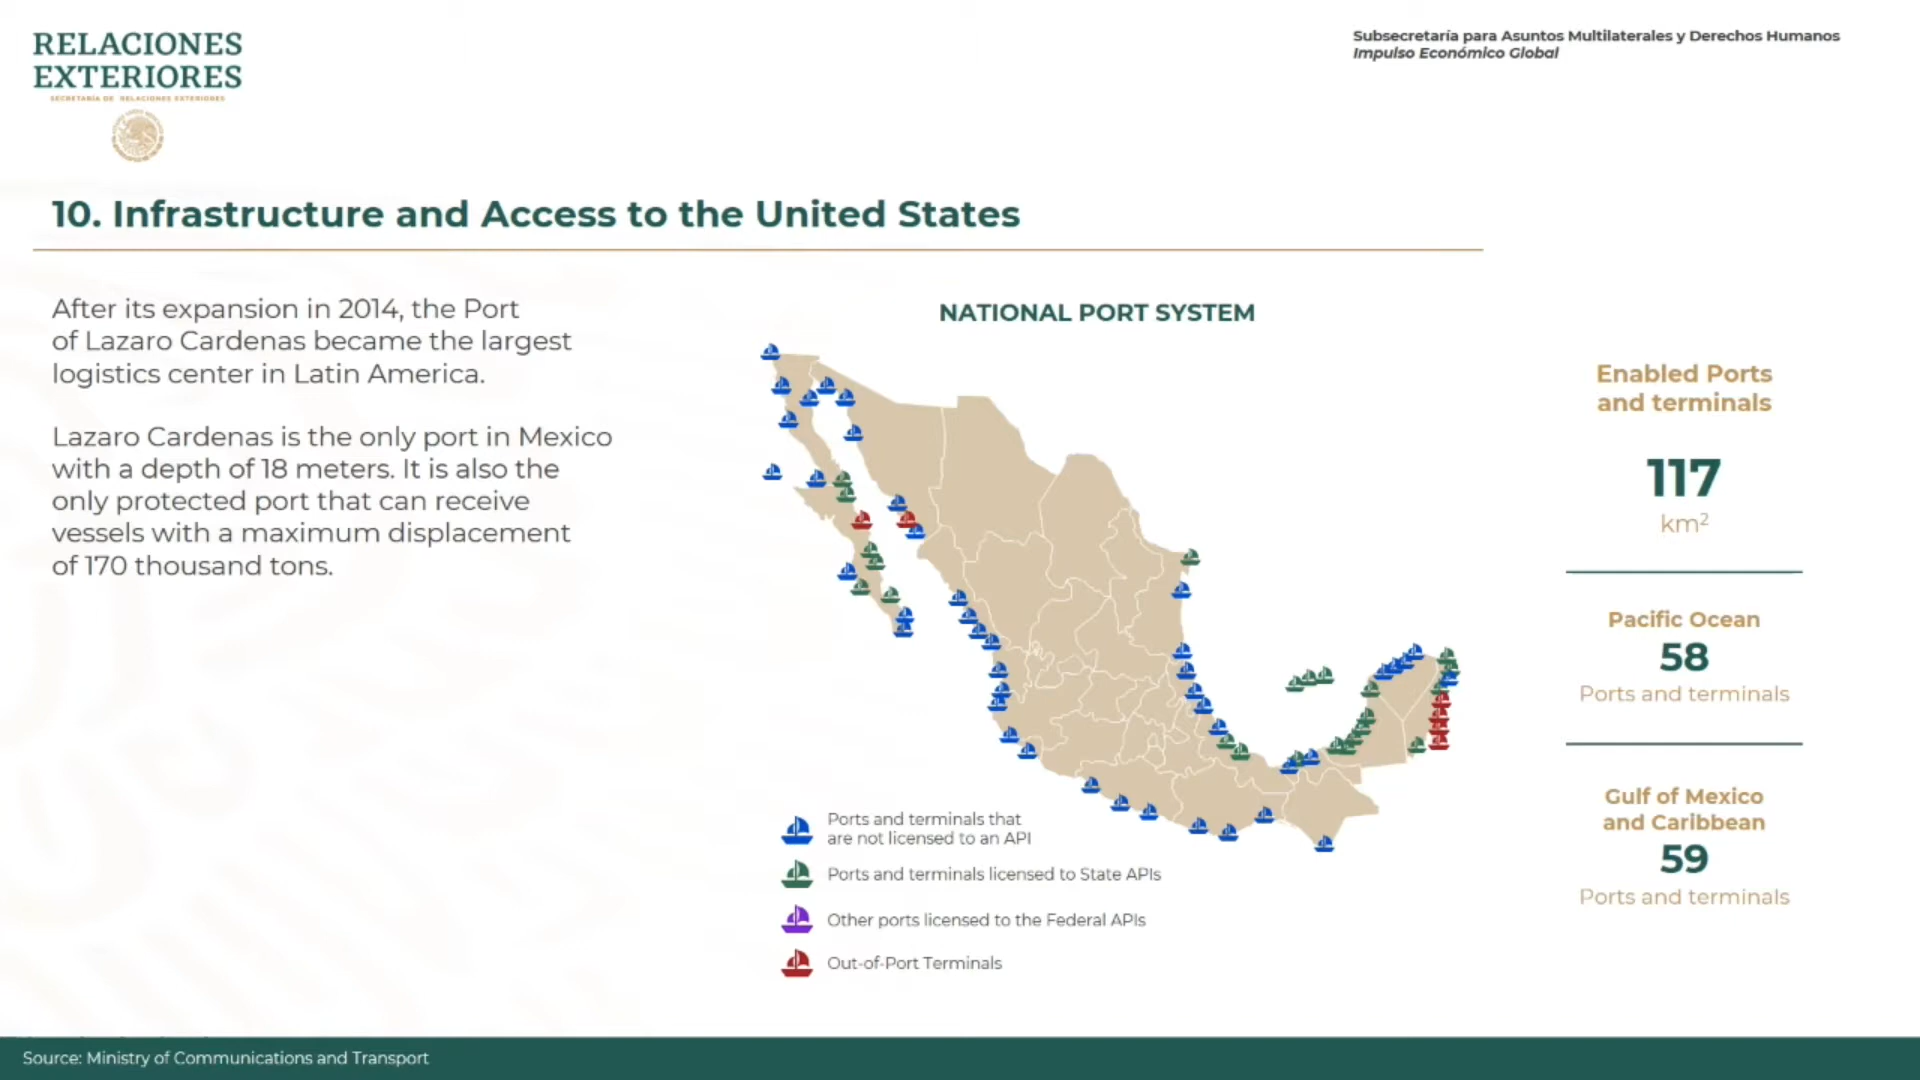 RELACIONES
EXTERIORES
SECRETARÍA DE RELACIONES EXTERIORES
Subsecretaría para Asuntos Multilaterales y Derechos Humanos
Impulso Económico Global
10. Infrastructure and Access to the United States
After its expansion in 2014, the Port
of Lazaro Cardenas became the largest
logistics center in Latin America.
Lazaro Cardenas is the only port in Mexico
with a depth of 18 meters. It is also the
only protected port that can receive
vessels with a maximum displacement
of 170 thousand tons.
NATIONAL PORT SYSTEM
Ports and terminals that
are not licensed to an API
Ports and terminals licensed to State APIs
Other ports licensed to the Federal APIs
Out-of-Port Terminals
Enabled Ports
and terminals
117
km²
Pacific Ocean
58
Ports and terminals
Gulf of Mexico
and Caribbean
59
Ports and terminals
Source: Ministry of Communications and Transport